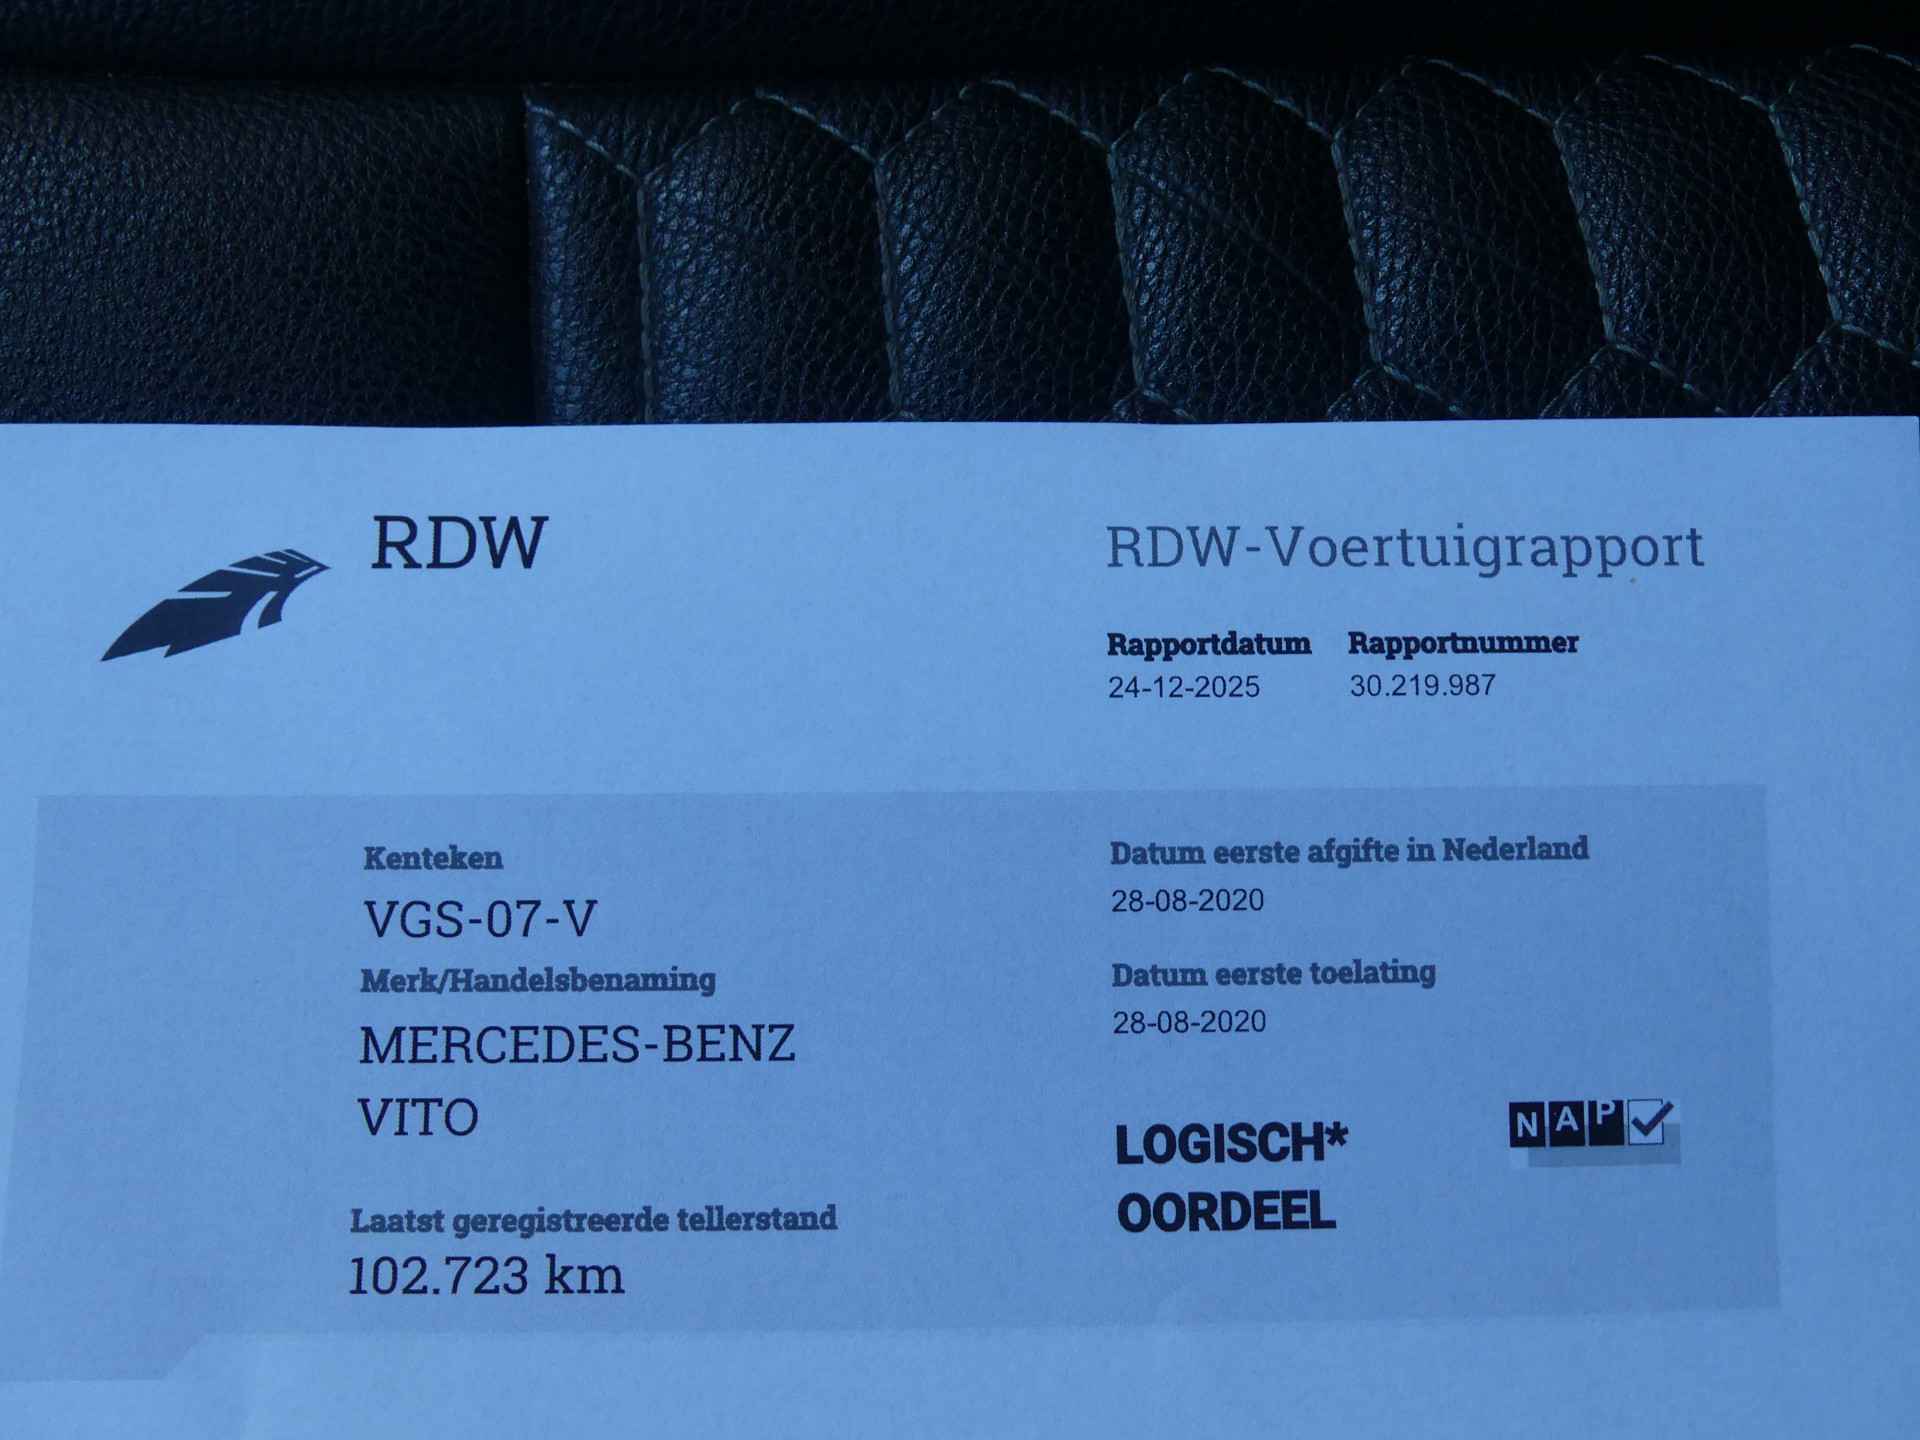 RDW
RDW-Voertuigrapport
Rapportdatum Rapportnummer
24-12-2025 30.219.987
Kenteken
VGS-07-V
Merk/Handelsbenaming
MERCEDES-BENZ
VITO
Laatst geregistreerde tellerstand
102.723 km
Datum eerste afgifte in Nederland
28-08-2020
Datum eerste toelating
28-08-2020
LOGISCH*
OORDEEL
NAP